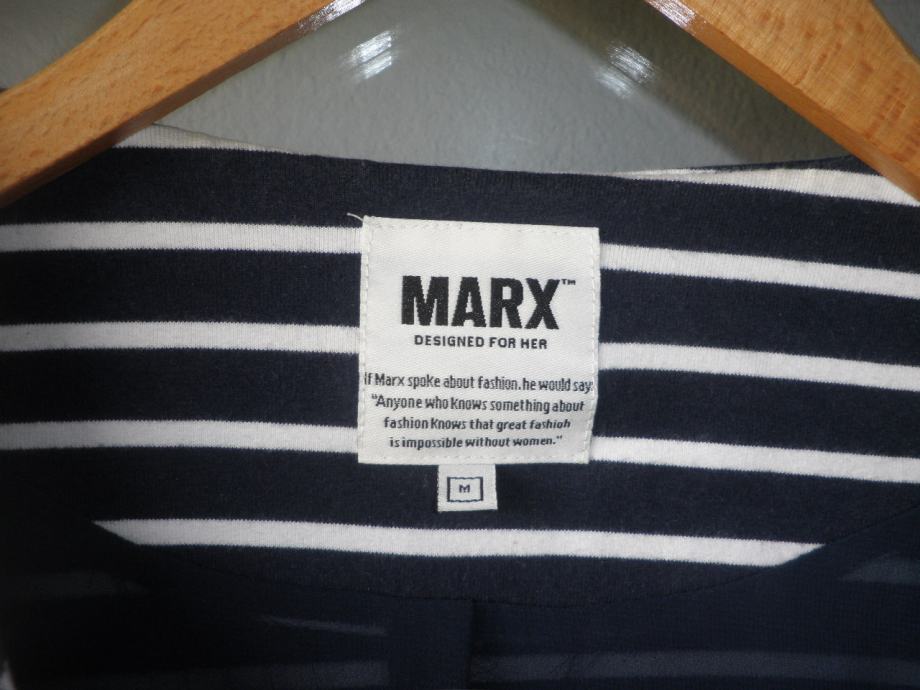 MARX™
DESIGNED FOR HER
If Marx spoke about fashion, he would say:
"Anyone who knows something about
fashion knows that great fashion
is impossible without women."
M